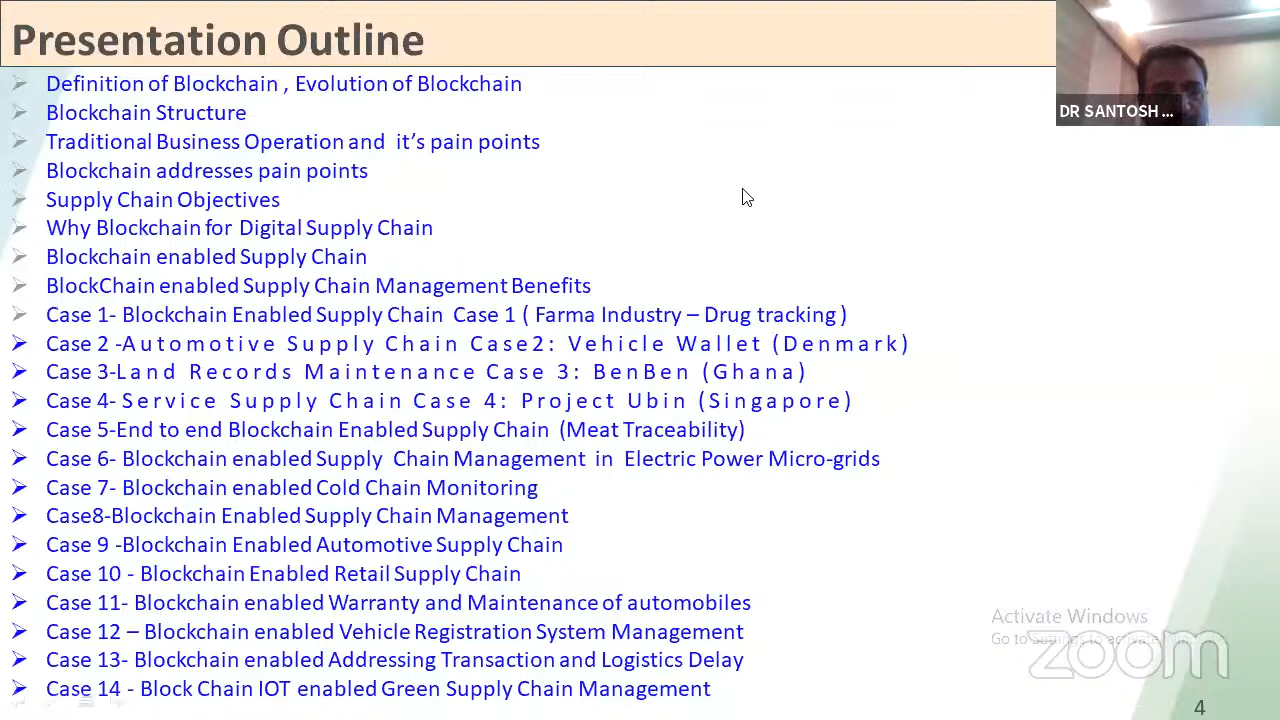 Presentation Outline
DR SANTOSH ...
Definition of Blockchain , Evolution of Blockchain
Blockchain Structure
Traditional Business Operation and it's pain points
Blockchain addresses pain points
Supply Chain Objectives
Why Blockchain for Digital Supply Chain
Blockchain enabled Supply Chain
BlockChain enabled Supply Chain Management Benefits
Case 1- Blockchain Enabled Supply Chain Case 1 ( Farma Industry – Drug tracking )
Case 2 -Automotive Supply Chain Case2: Vehicle Wallet (Denmark)
Case 3-Land Records Maintenance Case 3: BenBen (Ghana)
Case 4- Service Supply Chain Case 4: Project Ubin (Singapore)
Case 5-End to end Blockchain Enabled Supply Chain (Meat Traceability)
Case 6- Blockchain enabled Supply Chain Management in Electric Power Micro-grids
Case 7- Blockchain enabled Cold Chain Monitoring
Case8-Blockchain Enabled Supply Chain Management
Case 9 -Blockchain Enabled Automotive Supply Chain
Case 10 - Blockchain Enabled Retail Supply Chain
Case 11- Blockchain enabled Warranty and Maintenance of automobiles
Case 12 – Blockchain enabled Vehicle Registration System Management
Case 13- Blockchain enabled Addressing Transaction and Logistics Delay
Case 14 - Block Chain IOT enabled Green Supply Chain Management
Activate Windows
Go to Settings to activate
zoom
4